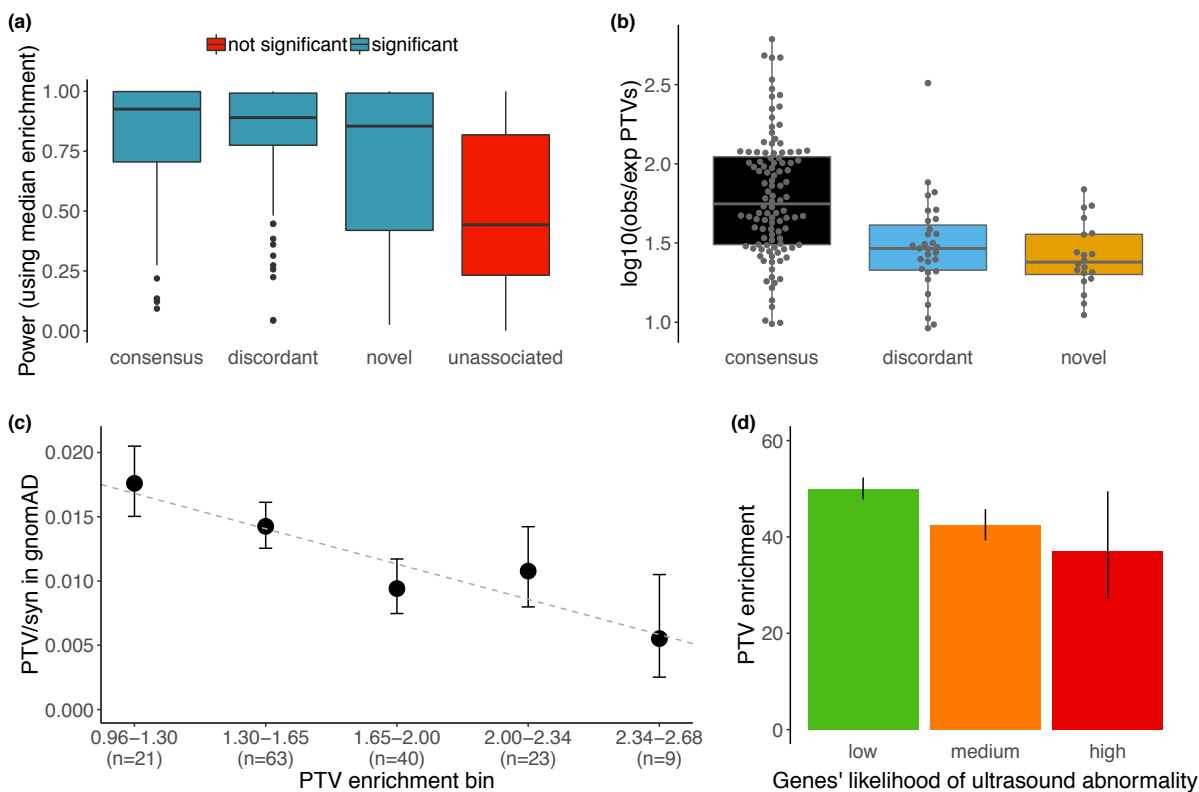 (a)
not significant significant
Power (using median enrichment)
1.00
0.75
0.50
0.25
0.00
consensus discordant novel unassociated
(b)
log10(obs/exp PTVs)
2.5
2.0
1.5
1.0
consensus discordant novel
(c)
PTV/syn in gnomAD
0.020
0.015
0.010
0.005
0.000
0.96−1.30 1.30−1.65 1.65−2.00 2.00−2.34 2.34−2.68
(n=21) (n=63) (n=40) (n=23) (n=9)
PTV enrichment bin
(d)
PTV enrichment
60
40
20
0
low medium high
Genes' likelihood of ultrasound abnormality